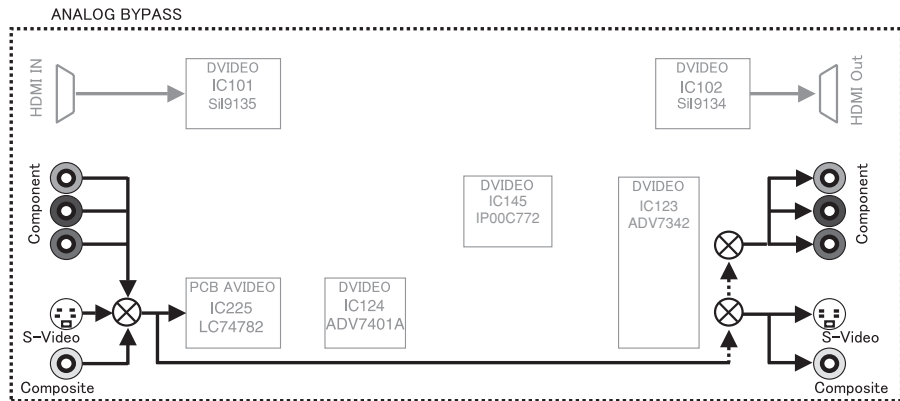 ANALOG BYPASS
HDMI IN
DVIDEO
IC101
SiI9135
DVIDEO
IC102
SiI9134
HDMI Out
Component
DVIDEO
IC145
IP00C772
DVIDEO
IC123
ADV7342
Component
PCB AVIDEO
IC225
LC74782
DVIDEO
IC124
ADV7401A
S-Video
S-Video
Composite
Composite